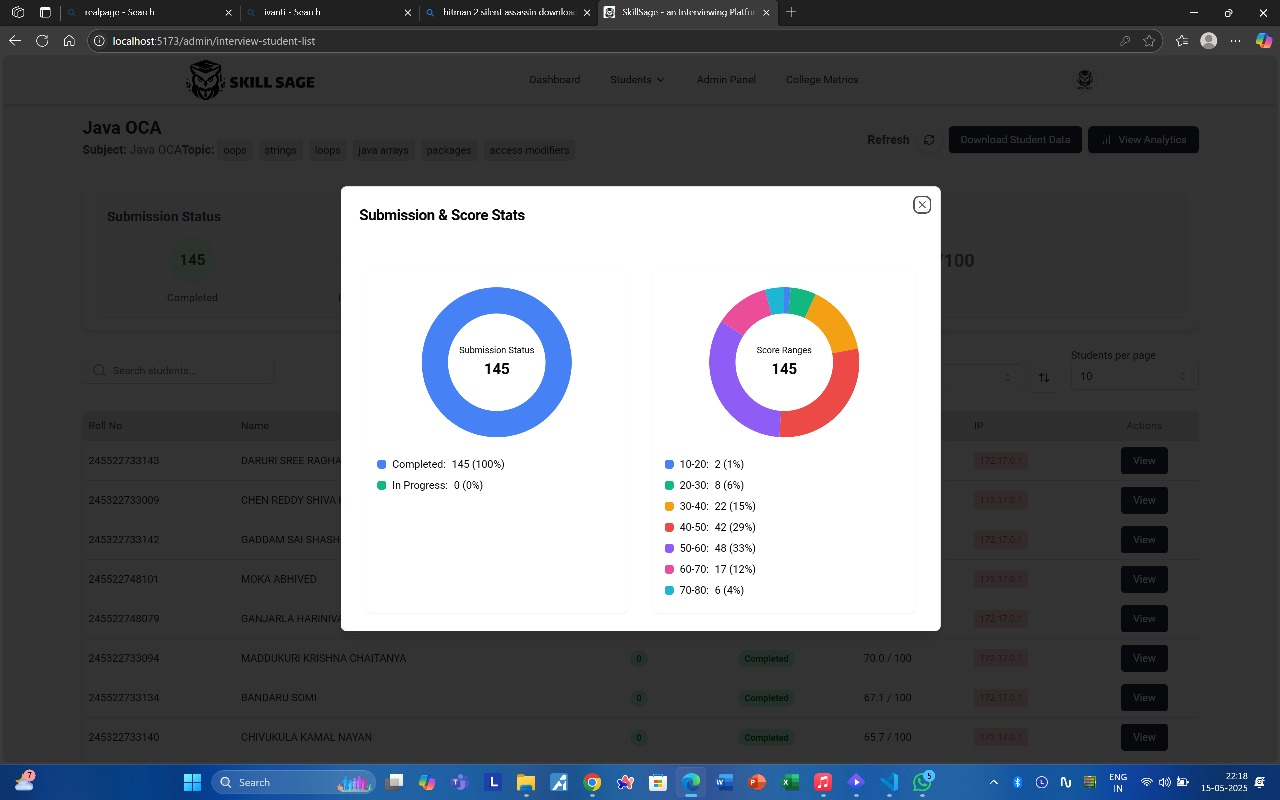 realpage - Search
ivanti - Search
hitman 2 silent assassin downloa
SkillSage - an Interviewing Platfo
localhost:5173/admin/interview-student-list
SKILL SAGE
Dashboard
Students
Admin Panel
College Metrics
Java OCA
Subject: Java OCATopic: oops strings loops java arrays packages access modifiers
Refresh
Download Student Data
View Analytics
Submission Status
145
Completed
/100
Submission & Score Stats
Submission Status
145
Completed: 145 (100%)
In Progress: 0 (0%)
Score Ranges
145
10-20: 2 (1%)
20-30: 8 (6%)
30-40: 22 (15%)
40-50: 42 (29%)
50-60: 48 (33%)
60-70: 17 (12%)
70-80: 6 (4%)
Search students...
Students per page
10
Roll No Name IP Actions
245522733143 DARURI SREE RAGHA 172.17.0.1 View
245322733009 CHEN REDDY SHIVA 172.17.0.1 View
245322733142 GADDAM SAI SHASH 172.17.0.1 View
245522748101 MOKA ABHIVED 172.17.0.1 View
245522748079 GANJARLA HARINIVA 172.17.0.1 View
245322733094 MADDUKURI KRISHNA CHAITANYA 0 Completed 70.0 / 100 172.17.0.1 View
245522733134 BANDARU SOMI 0 Completed 67.1 / 100 172.17.0.1 View
245322733140 CHIVUKULA KAMAL NAYAN 0 Completed 65.7 / 100 172.17.0.1 View
7
Search
5
ENG
IN
22:18
15-05-2025